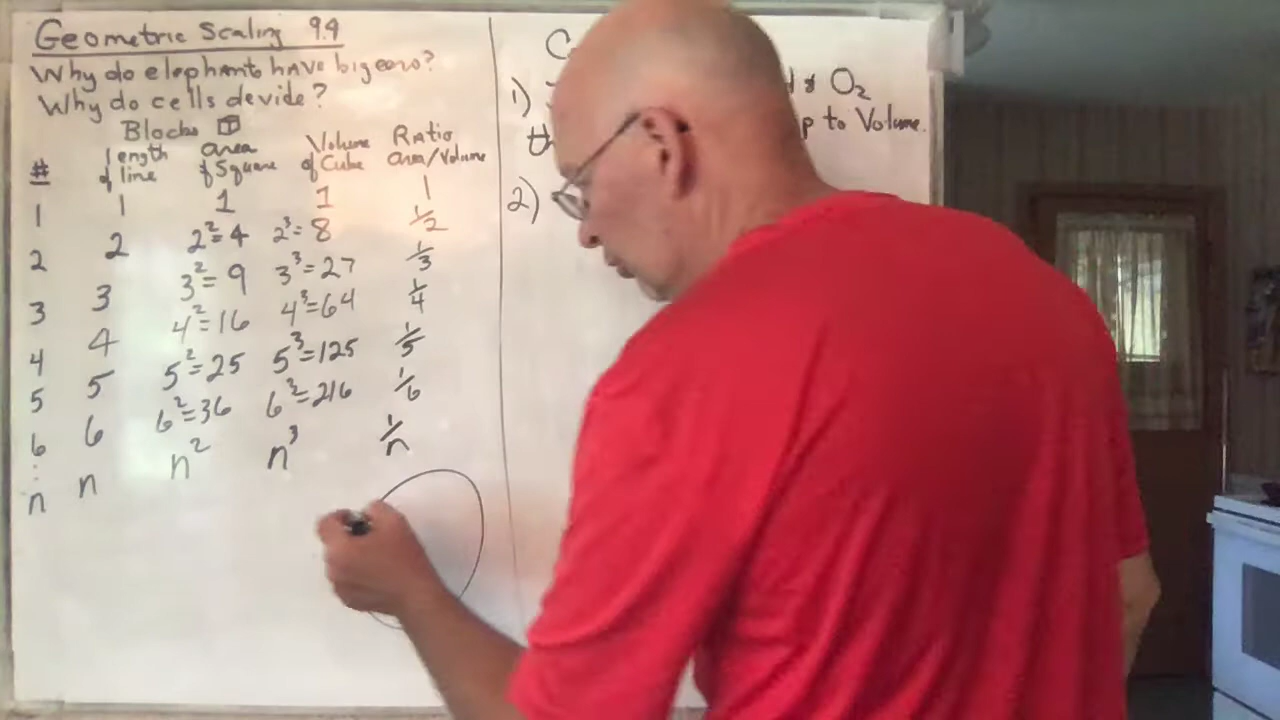 Geometric Scaling 9.4
Why do elephants have big ears?
Why do cells devide?
Blocks
# length of line area of Square Volume of Cube Ratio area/Volume
1 1 1 1 1
2 2 2²=4 2³=8 1/2
3 3 3²=9 3³=27 1/3
4 4 4²=16 4³=64 1/4
5 5 5²=25 5³=125 1/5
6 6 6²=36 6³=216 1/6
⋮
n n n² n³ 1/n
1) O₂
to Volume.
2)